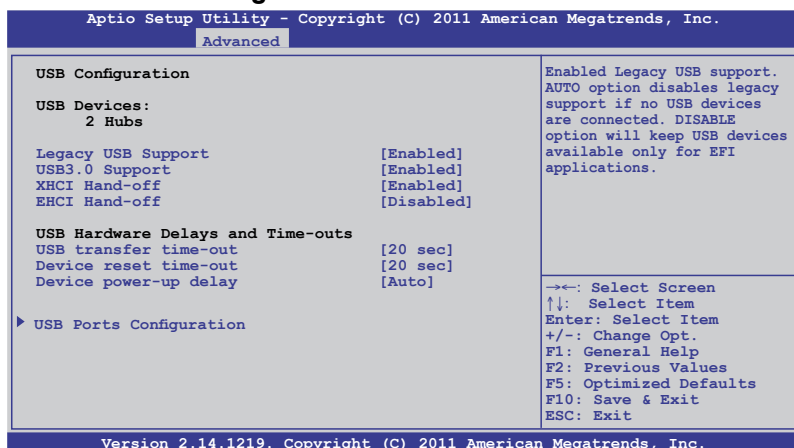 Aptio Setup Utility - Copyright (C) 2011 American Megatrends, Inc.
Advanced
USB Configuration
USB Devices:
2 Hubs
Legacy USB Support [Enabled]
USB3.0 Support [Enabled]
XHCI Hand-off [Enabled]
EHCI Hand-off [Disabled]
USB Hardware Delays and Time-outs
USB transfer time-out [20 sec]
Device reset time-out [20 sec]
Device power-up delay [Auto]
USB Ports Configuration
Enabled Legacy USB support.
AUTO option disables legacy
support if no USB devices
are connected. DISABLE
option will keep USB devices
available only for EFI
applications.
→←: Select Screen
↑↓: Select Item
Enter: Select Item
+/-: Change Opt.
F1: General Help
F2: Previous Values
F5: Optimized Defaults
F10: Save & Exit
ESC: Exit
Version 2.14.1219. Copyright (C) 2011 American Megatrends, Inc.